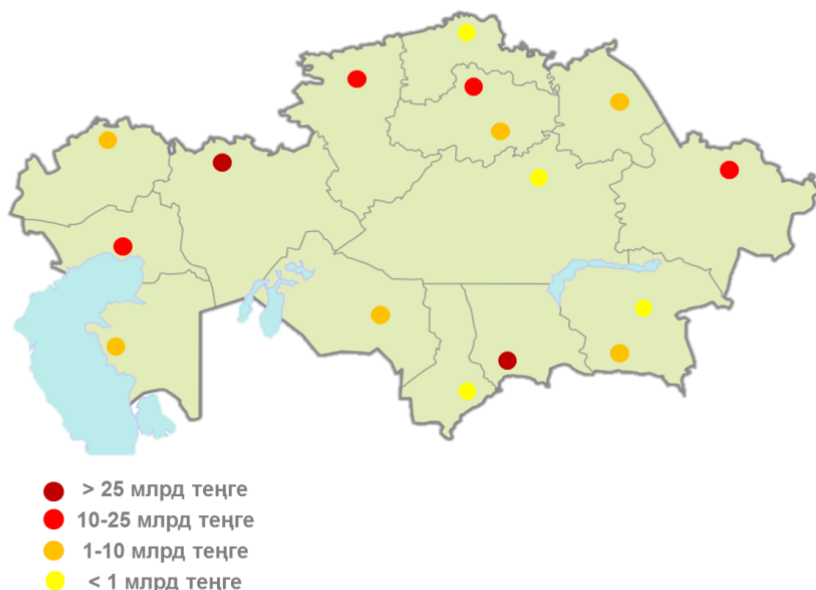 > 25 млрд теңге
10-25 млрд теңге
1-10 млрд теңге
< 1 млрд теңге